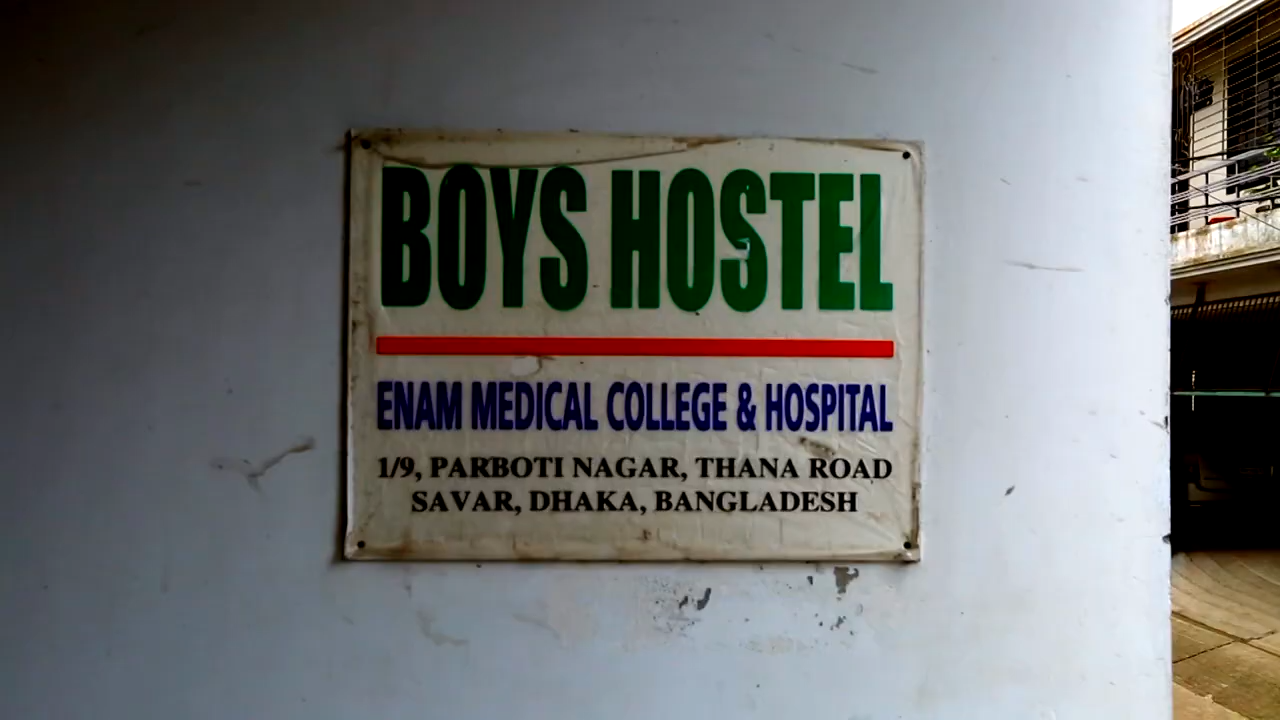 BOYS HOSTEL
ENAM MEDICAL COLLEGE & HOSPITAL
1/9, PARBOTI NAGAR, THANA ROAD
SAVAR, DHAKA, BANGLADESH